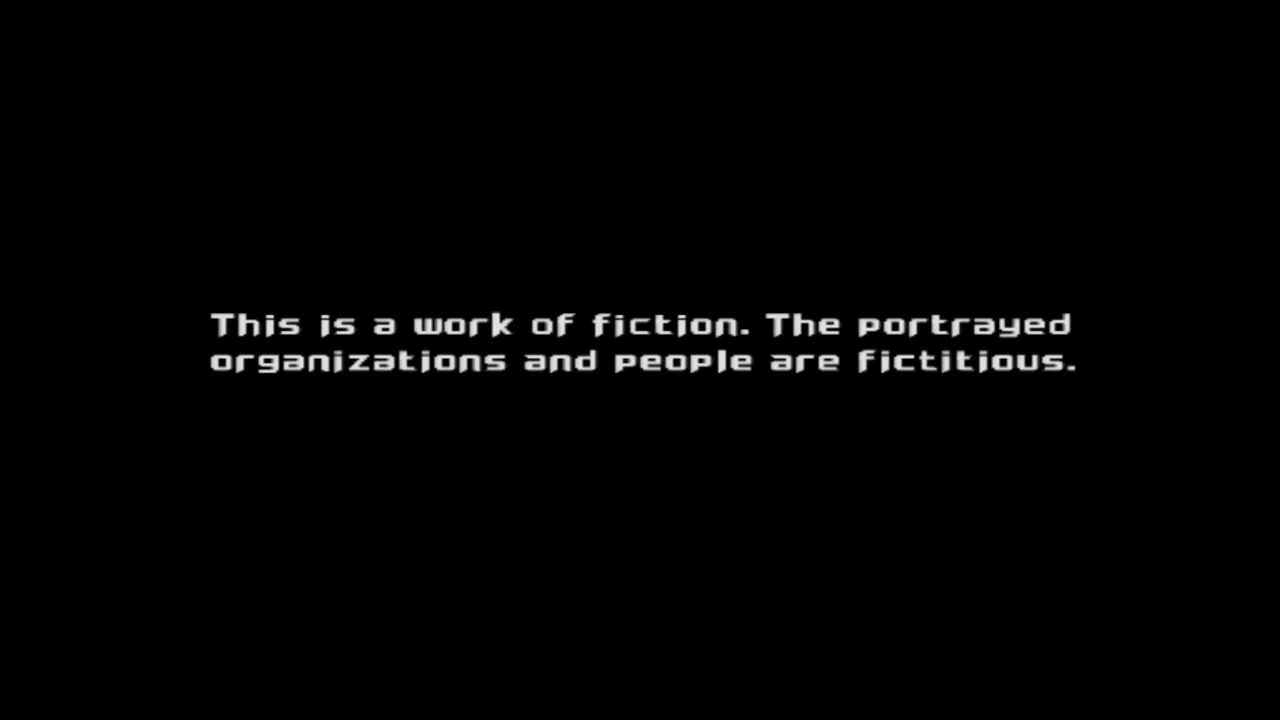 This is a work of fiction. The portrayed
organizations and people are fictitious.